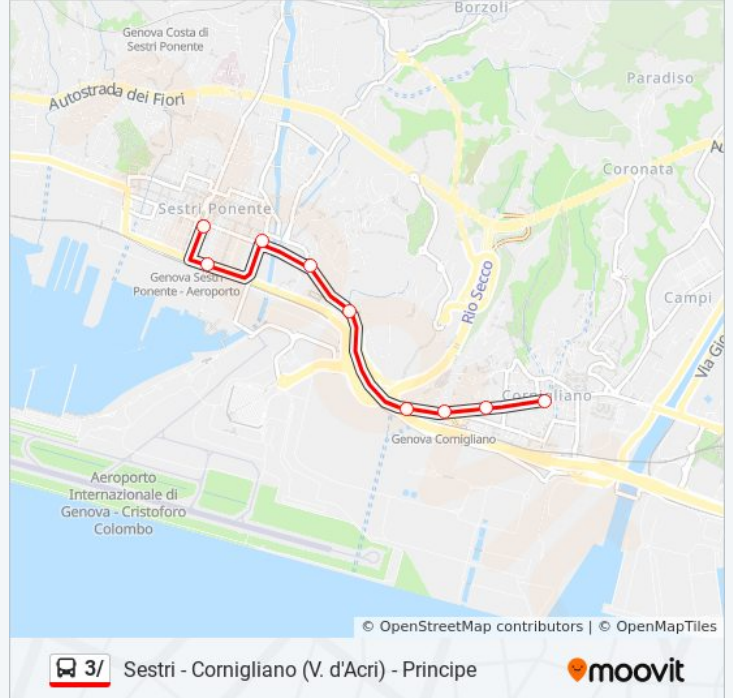 Borzoli
Genova Costa di
Sestri Ponente
Paradiso
Autostrada dei Fiori
Coronata
Sestri Ponente
Genova Sestri
Ponente - Aeroporto
Rio Secco
Campi
Cornigliano
Genova Cornigliano
Aeroporto
Internazionale di
Genova - Cristoforo
Colombo
© OpenStreetMap contributors | © OpenMapTiles
3/ Sestri - Cornigliano (V. d'Acri) - Principe
moovit